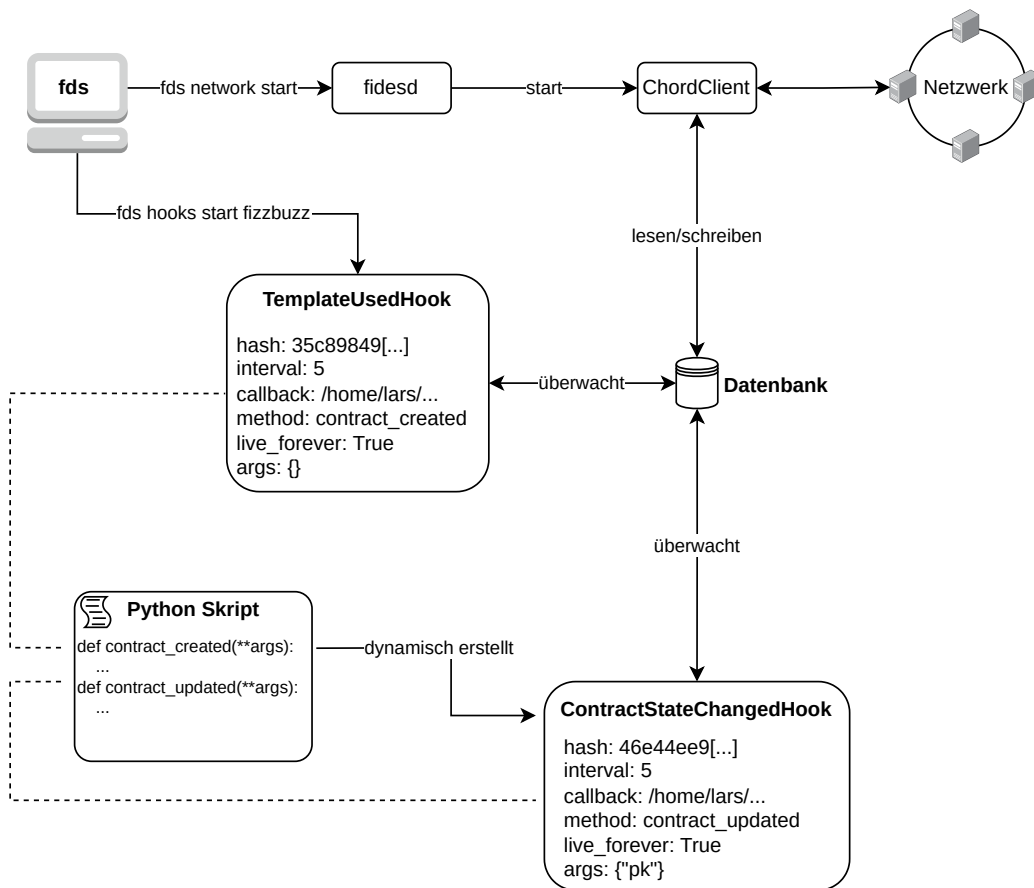 fds
fds network start
fidesd
start
ChordClient
Netzwerk
fds hooks start fizzbuzz
lesen/schreiben
TemplateUsedHook
hash: 35c89849[...]
interval: 5
callback: /home/lars/...
method: contract_created
live_forever: True
args: {}
überwacht
Datenbank
überwacht
Python Skript
def contract_created(**args):
...
def contract_updated(**args):
...
dynamisch erstellt
ContractStateChangedHook
hash: 46e44ee9[...]
interval: 5
callback: /home/lars/...
method: contract_updated
live_forever: True
args: {"pk"}